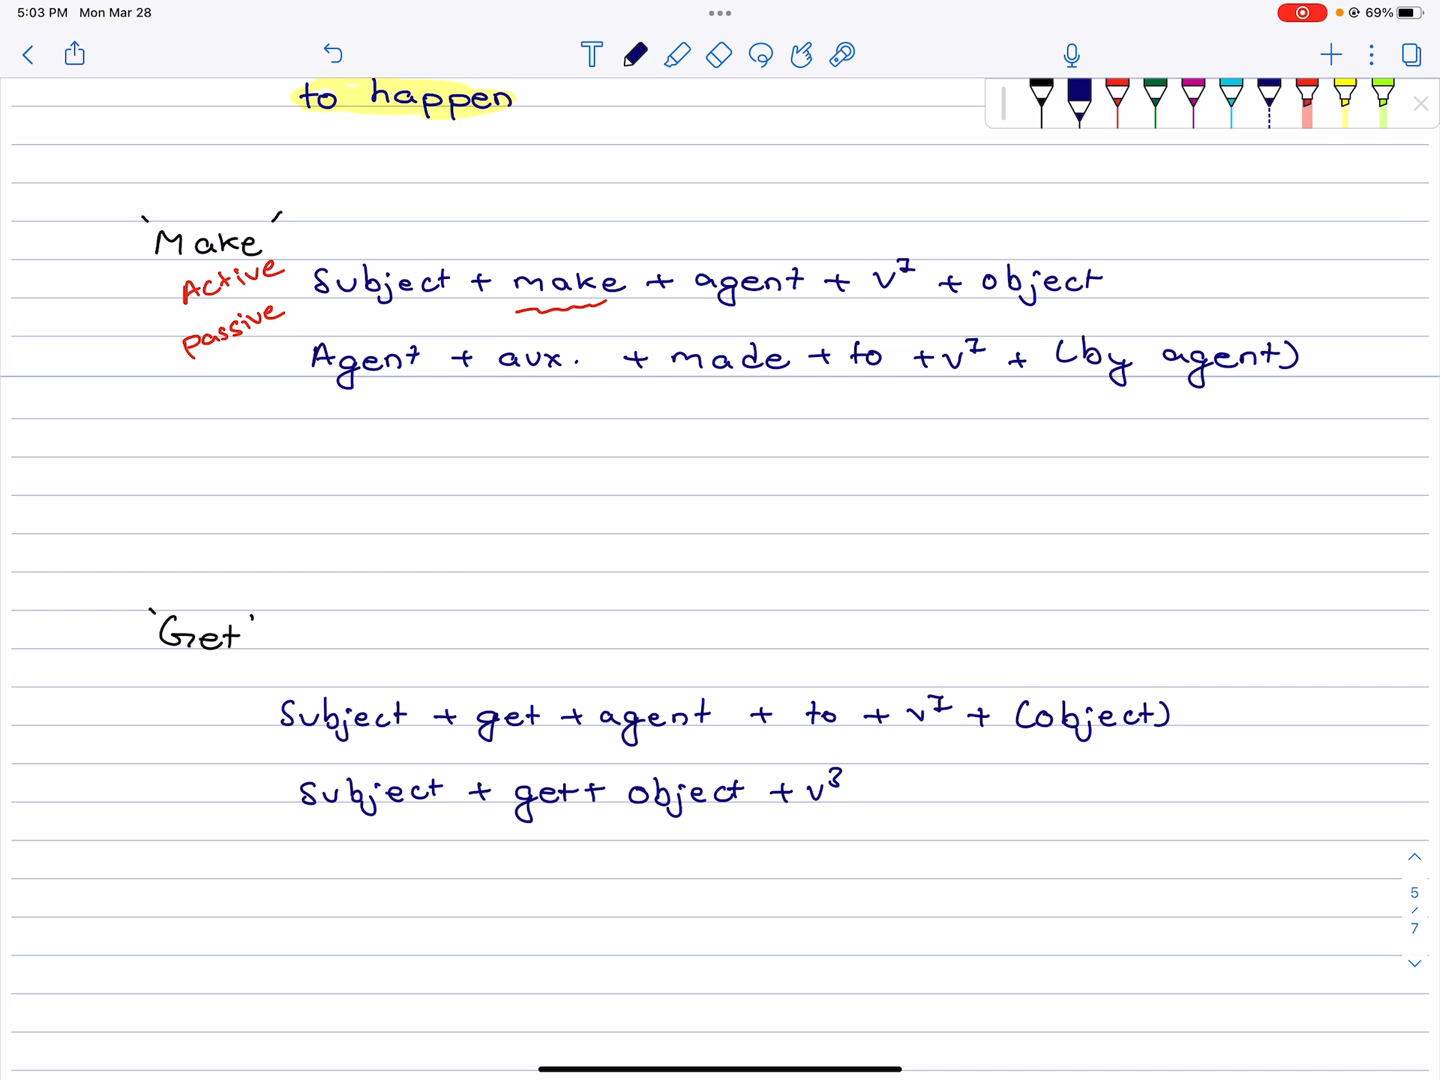 5:03 PM Mon Mar 28
69%
to happen
`Make´
Active Subject + make + agent + v¹ + object
passive Agent + aux. + made + to + v¹ + (by agent)
`Get'
Subject + get + agent + to + v¹ + (object)
Subject + get + object + v³
5
/
7